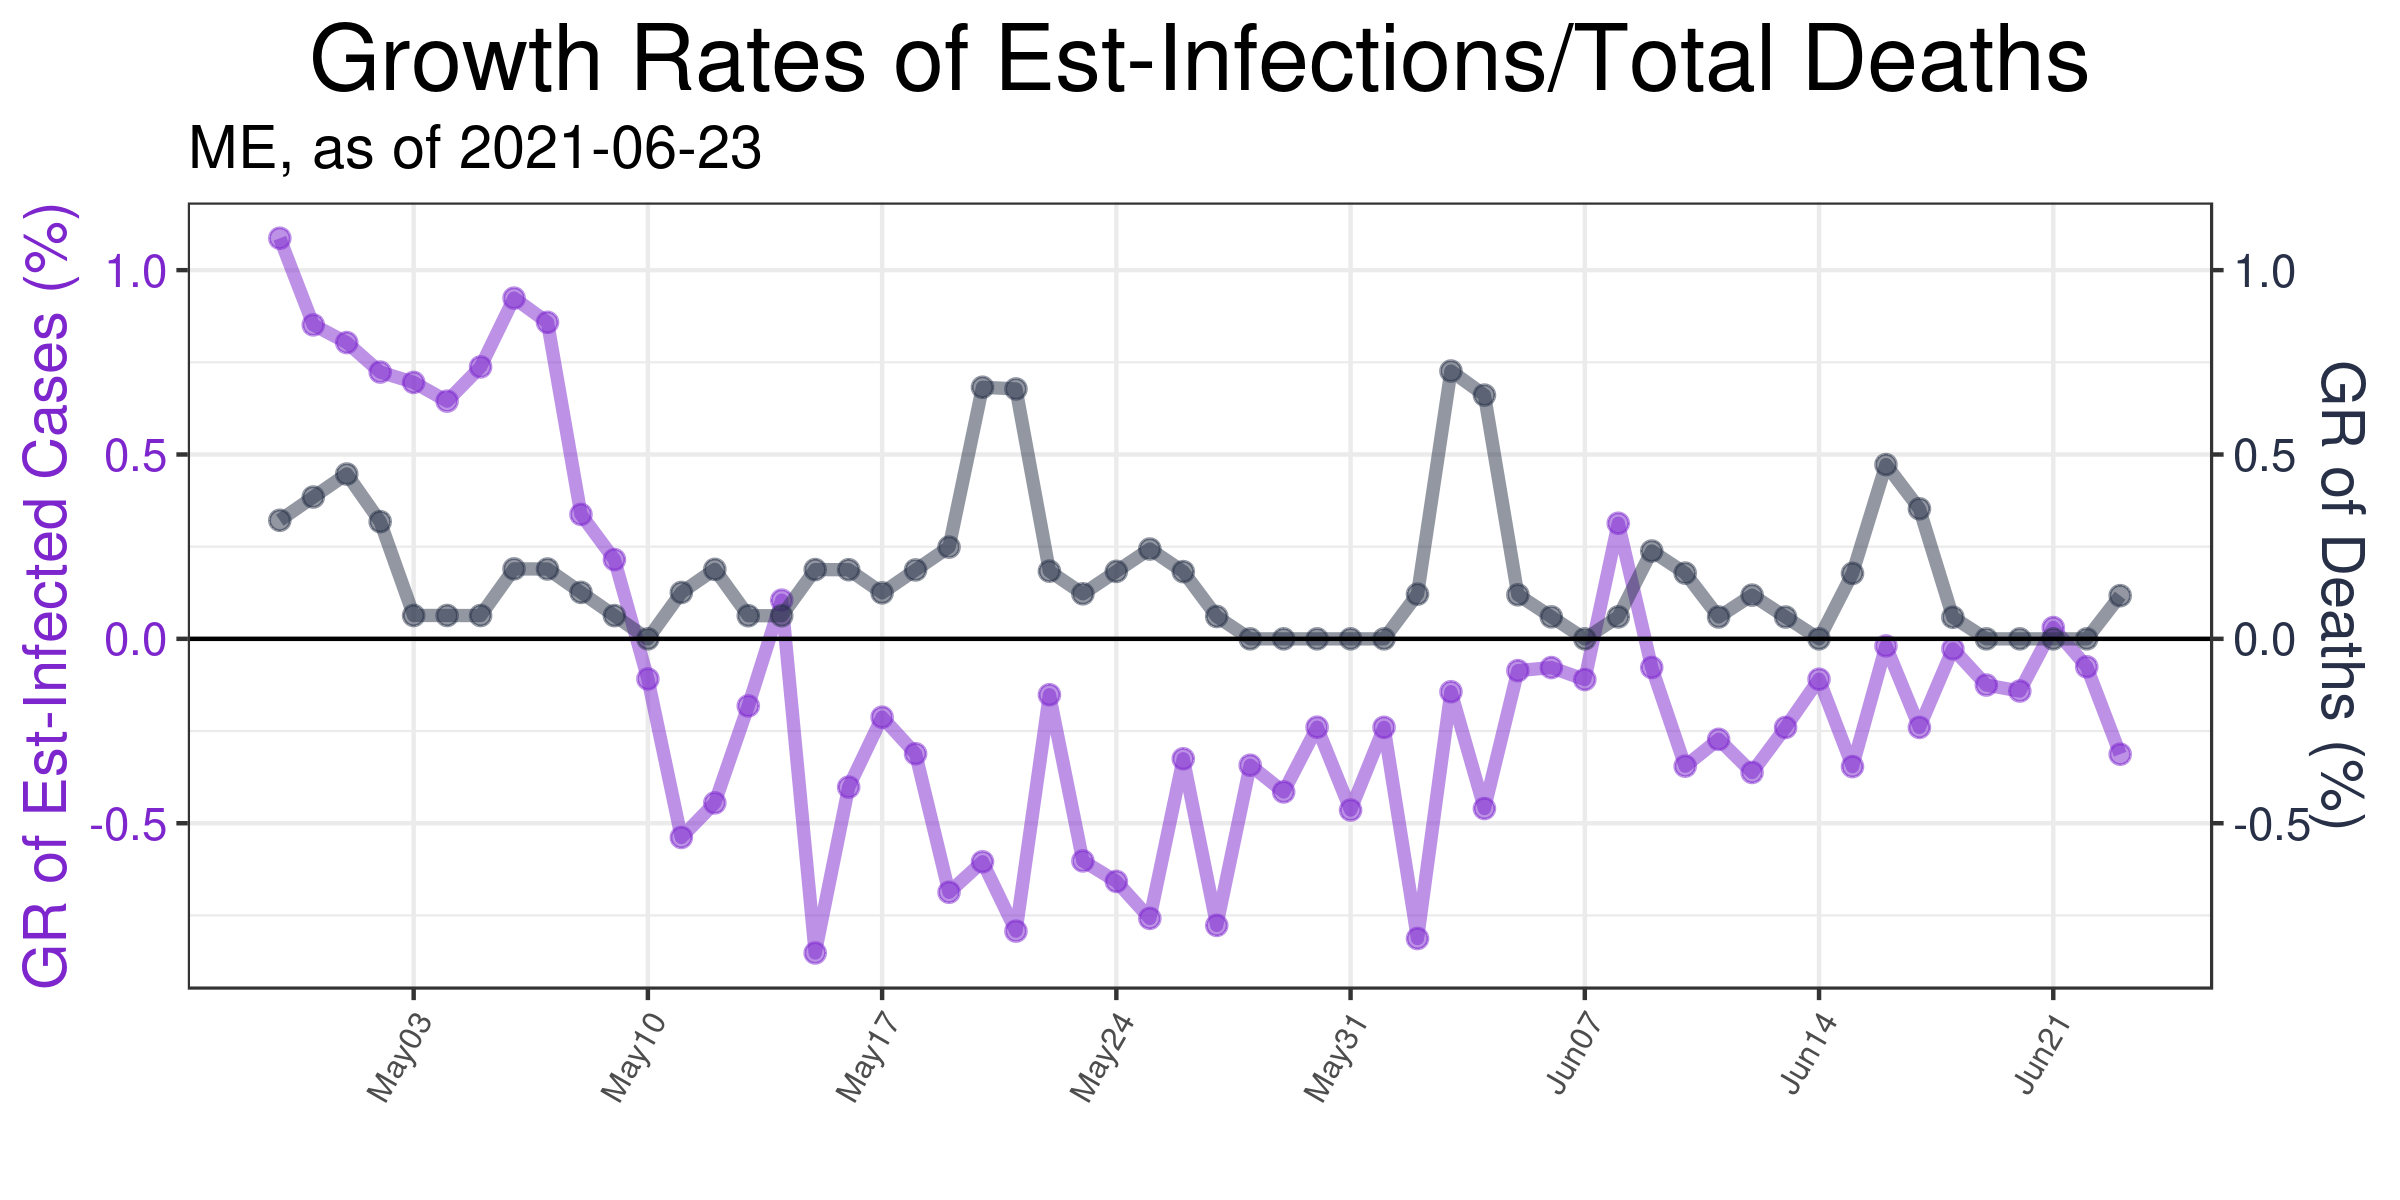 Growth Rates of Est-Infections/Total Deaths
ME, as of 2021-06-23
GR of Est-Infected Cases (%)
1.0
0.5
0.0
-0.5
1.0
0.5
0.0
-0.5
GR of Deaths (%)
May03
May10
May17
May24
May31
Jun07
Jun14
Jun21